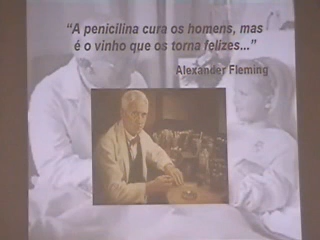 “A penicilina cura os homens, mas
é o vinho que os torna felizes...”
Alexander Fleming